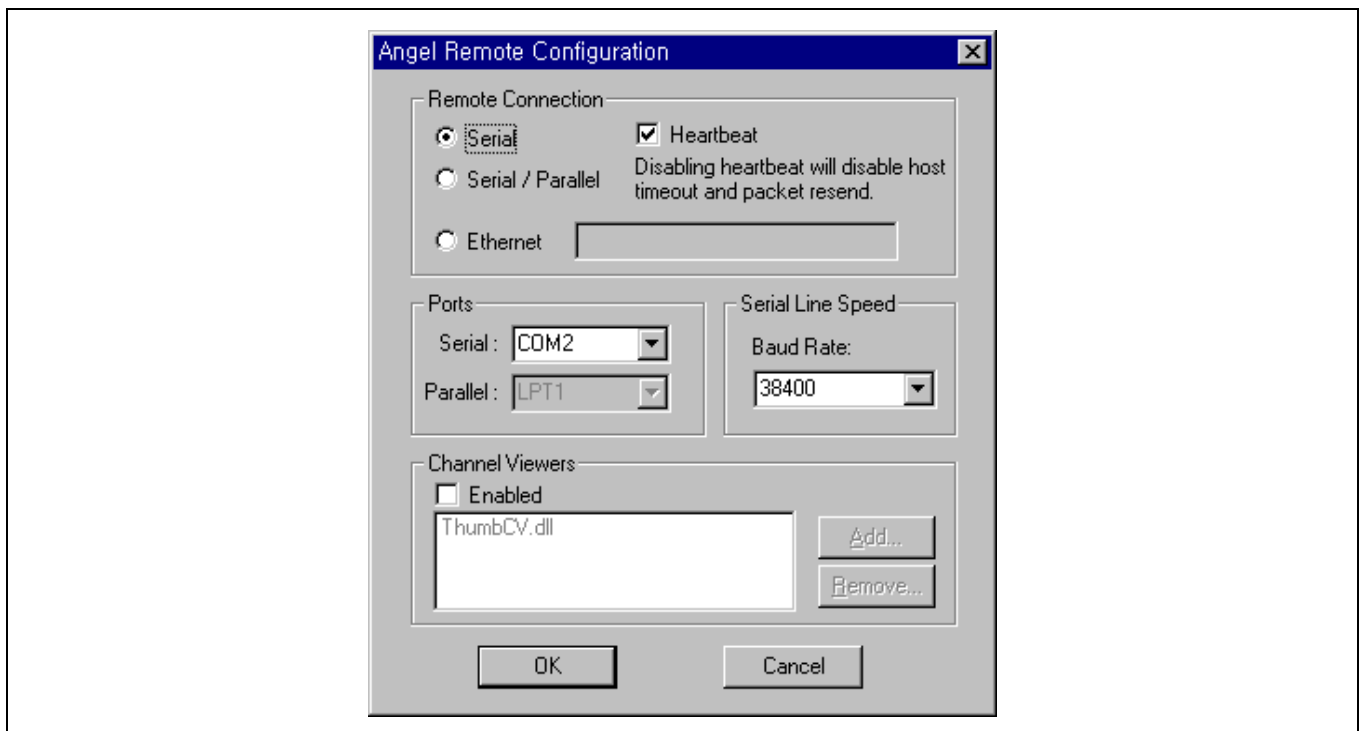 Angel Remote Configuration
Remote Connection
Serial
Heartbeat
Serial / Parallel
Disabling heartbeat will disable host
timeout and packet resend.
Ethernet
Ports
Serial : COM2
Parallel : LPT1
Serial Line Speed
Baud Rate:
38400
Channel Viewers
Enabled
ThumbCV.dll
Add...
Remove...
OK
Cancel